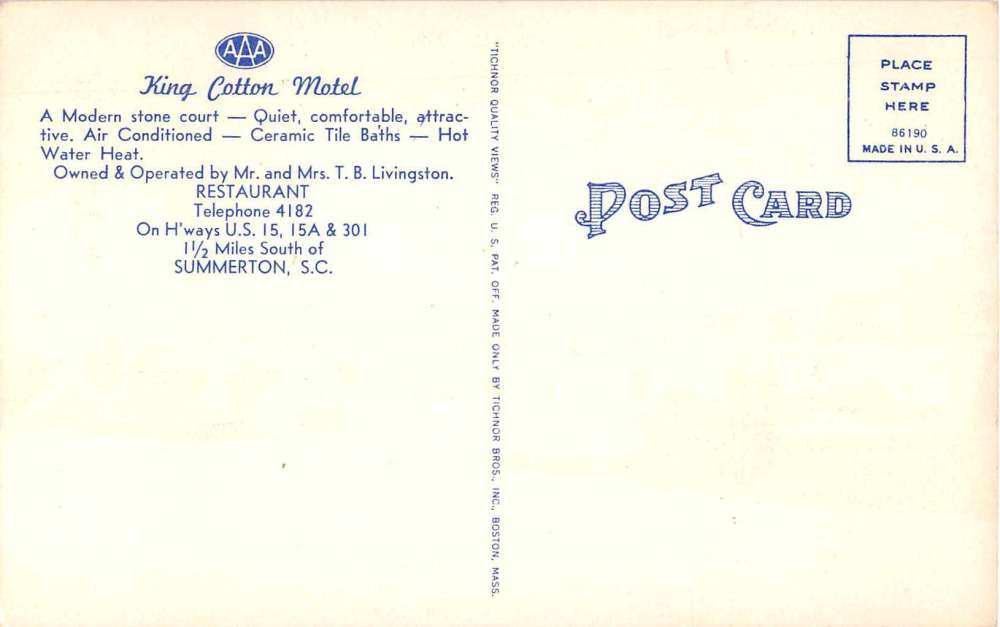 AAA
King Cotton Motel
A Modern stone court — Quiet, comfortable, attrac-
tive. Air Conditioned — Ceramic Tile Baths — Hot
Water Heat.
Owned & Operated by Mr. and Mrs. T. B. Livingston.
RESTAURANT
Telephone 4182
On H'ways U.S. 15, 15A & 301
1½ Miles South of
SUMMERTON, S.C.
"TICHNOR QUALITY VIEWS" REG. U. S. PAT. OFF. MADE ONLY BY TICHNOR BROS., INC., BOSTON, MASS.
POST CARD
PLACE
STAMP
HERE
86190
MADE IN U. S. A.